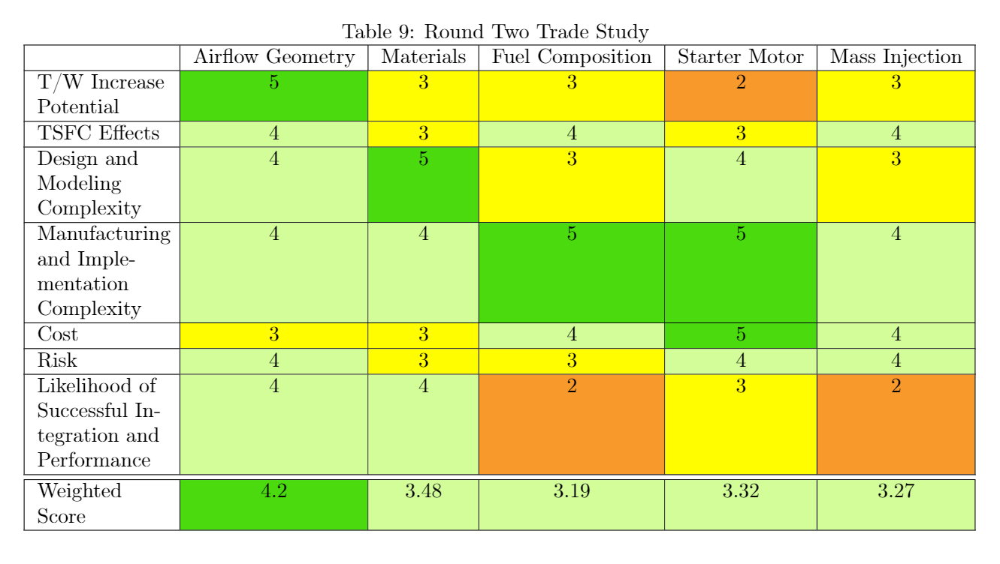 Table 9: Round Two Trade Study
Airflow Geometry Materials Fuel Composition Starter Motor Mass Injection
T/W Increase 5 3 3 2 3
Potential
TSFC Effects 4 3 4 3 4
Design and 4 5 3 4 3
Modeling
Complexity
Manufacturing 4 4 5 5 4
and Imple-
mentation
Complexity
Cost 3 3 4 5 4
Risk 4 3 3 4 4
Likelihood of 4 4 2 3 2
Successful In-
tegration and
Performance
Weighted 4.2 3.48 3.19 3.32 3.27
Score